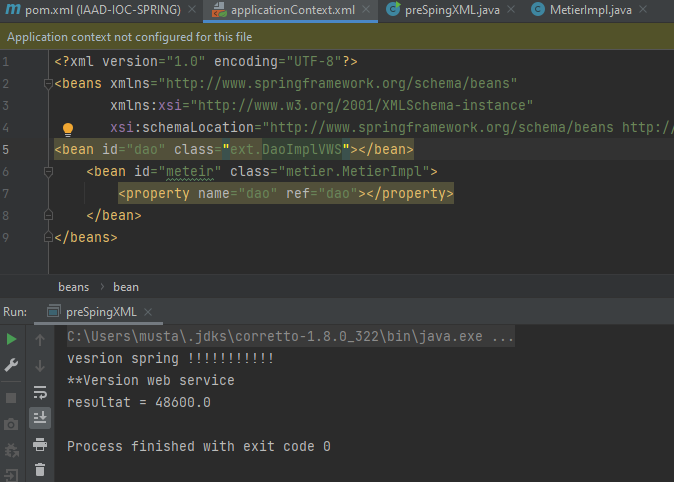 pom.xml (IAAD-IOC-SPRING)
applicationContext.xml
preSpingXML.java
MetierImpl.java
Application context not configured for this file
1 <?xml version="1.0" encoding="UTF-8"?>
2 <beans xmlns="http://www.springframework.org/schema/beans"
3 xmlns:xsi="http://www.w3.org/2001/XMLSchema-instance"
4 xsi:schemaLocation="http://www.springframework.org/schema/beans http://
5 <bean id="dao" class="ext.DaoImplVWS"></bean>
6 <bean id="meteir" class="metier.MetierImpl">
7 <property name="dao" ref="dao"></property>
8 </bean>
9 </beans>
beans > bean
Run: preSpingXML
C:\Users\musta\.jdks\corretto-1.8.0_322\bin\java.exe ...
vesrion spring !!!!!!!!!!!
**Version web service
resultat = 48600.0
Process finished with exit code 0